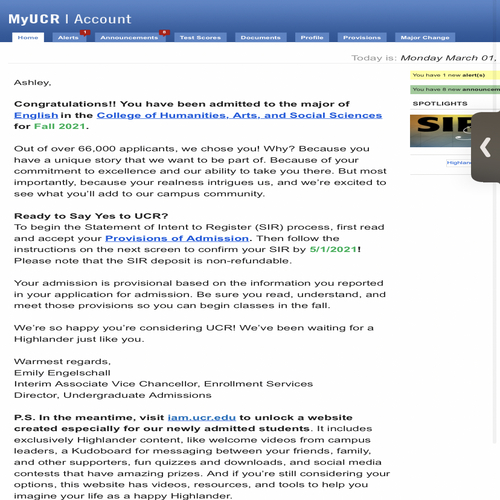 MyUCR | Account
Home Alerts 1 Announcements 8 Test Scores Documents Profile Provisions Major Change
Today is: Monday March 01,
You have 1 new alert(s)
You have 8 new announcem
SPOTLIGHTS
Highland
Ashley,
Congratulations!! You have been admitted to the major of
English in the College of Humanities, Arts, and Social Sciences
for Fall 2021.
Out of over 66,000 applicants, we chose you! Why? Because you
have a unique story that we want to be part of. Because of your
commitment to excellence and our ability to take you there. But most
importantly, because your realness intrigues us, and we're excited to
see what you'll add to our campus community.
Ready to Say Yes to UCR?
To begin the Statement of Intent to Register (SIR) process, first read
and accept your Provisions of Admission. Then follow the
instructions on the next screen to confirm your SIR by 5/1/2021!
Please note that the SIR deposit is non-refundable.
Your admission is provisional based on the information you reported
in your application for admission. Be sure you read, understand, and
meet those provisions so you can begin classes in the fall.
We're so happy you're considering UCR! We've been waiting for a
Highlander just like you.
Warmest regards,
Emily Engelschall
Interim Associate Vice Chancellor, Enrollment Services
Director, Undergraduate Admissions
P.S. In the meantime, visit iam.ucr.edu to unlock a website
created especially for our newly admitted students. It includes
exclusively Highlander content, like welcome videos from campus
leaders, a Kudoboard for messaging between your friends, family,
and other supporters, fun quizzes and downloads, and social media
contests that have amazing prizes. And if you're still considering
your options, this website has videos, resources, and tools to help you
imagine your life as a happy Highlander.